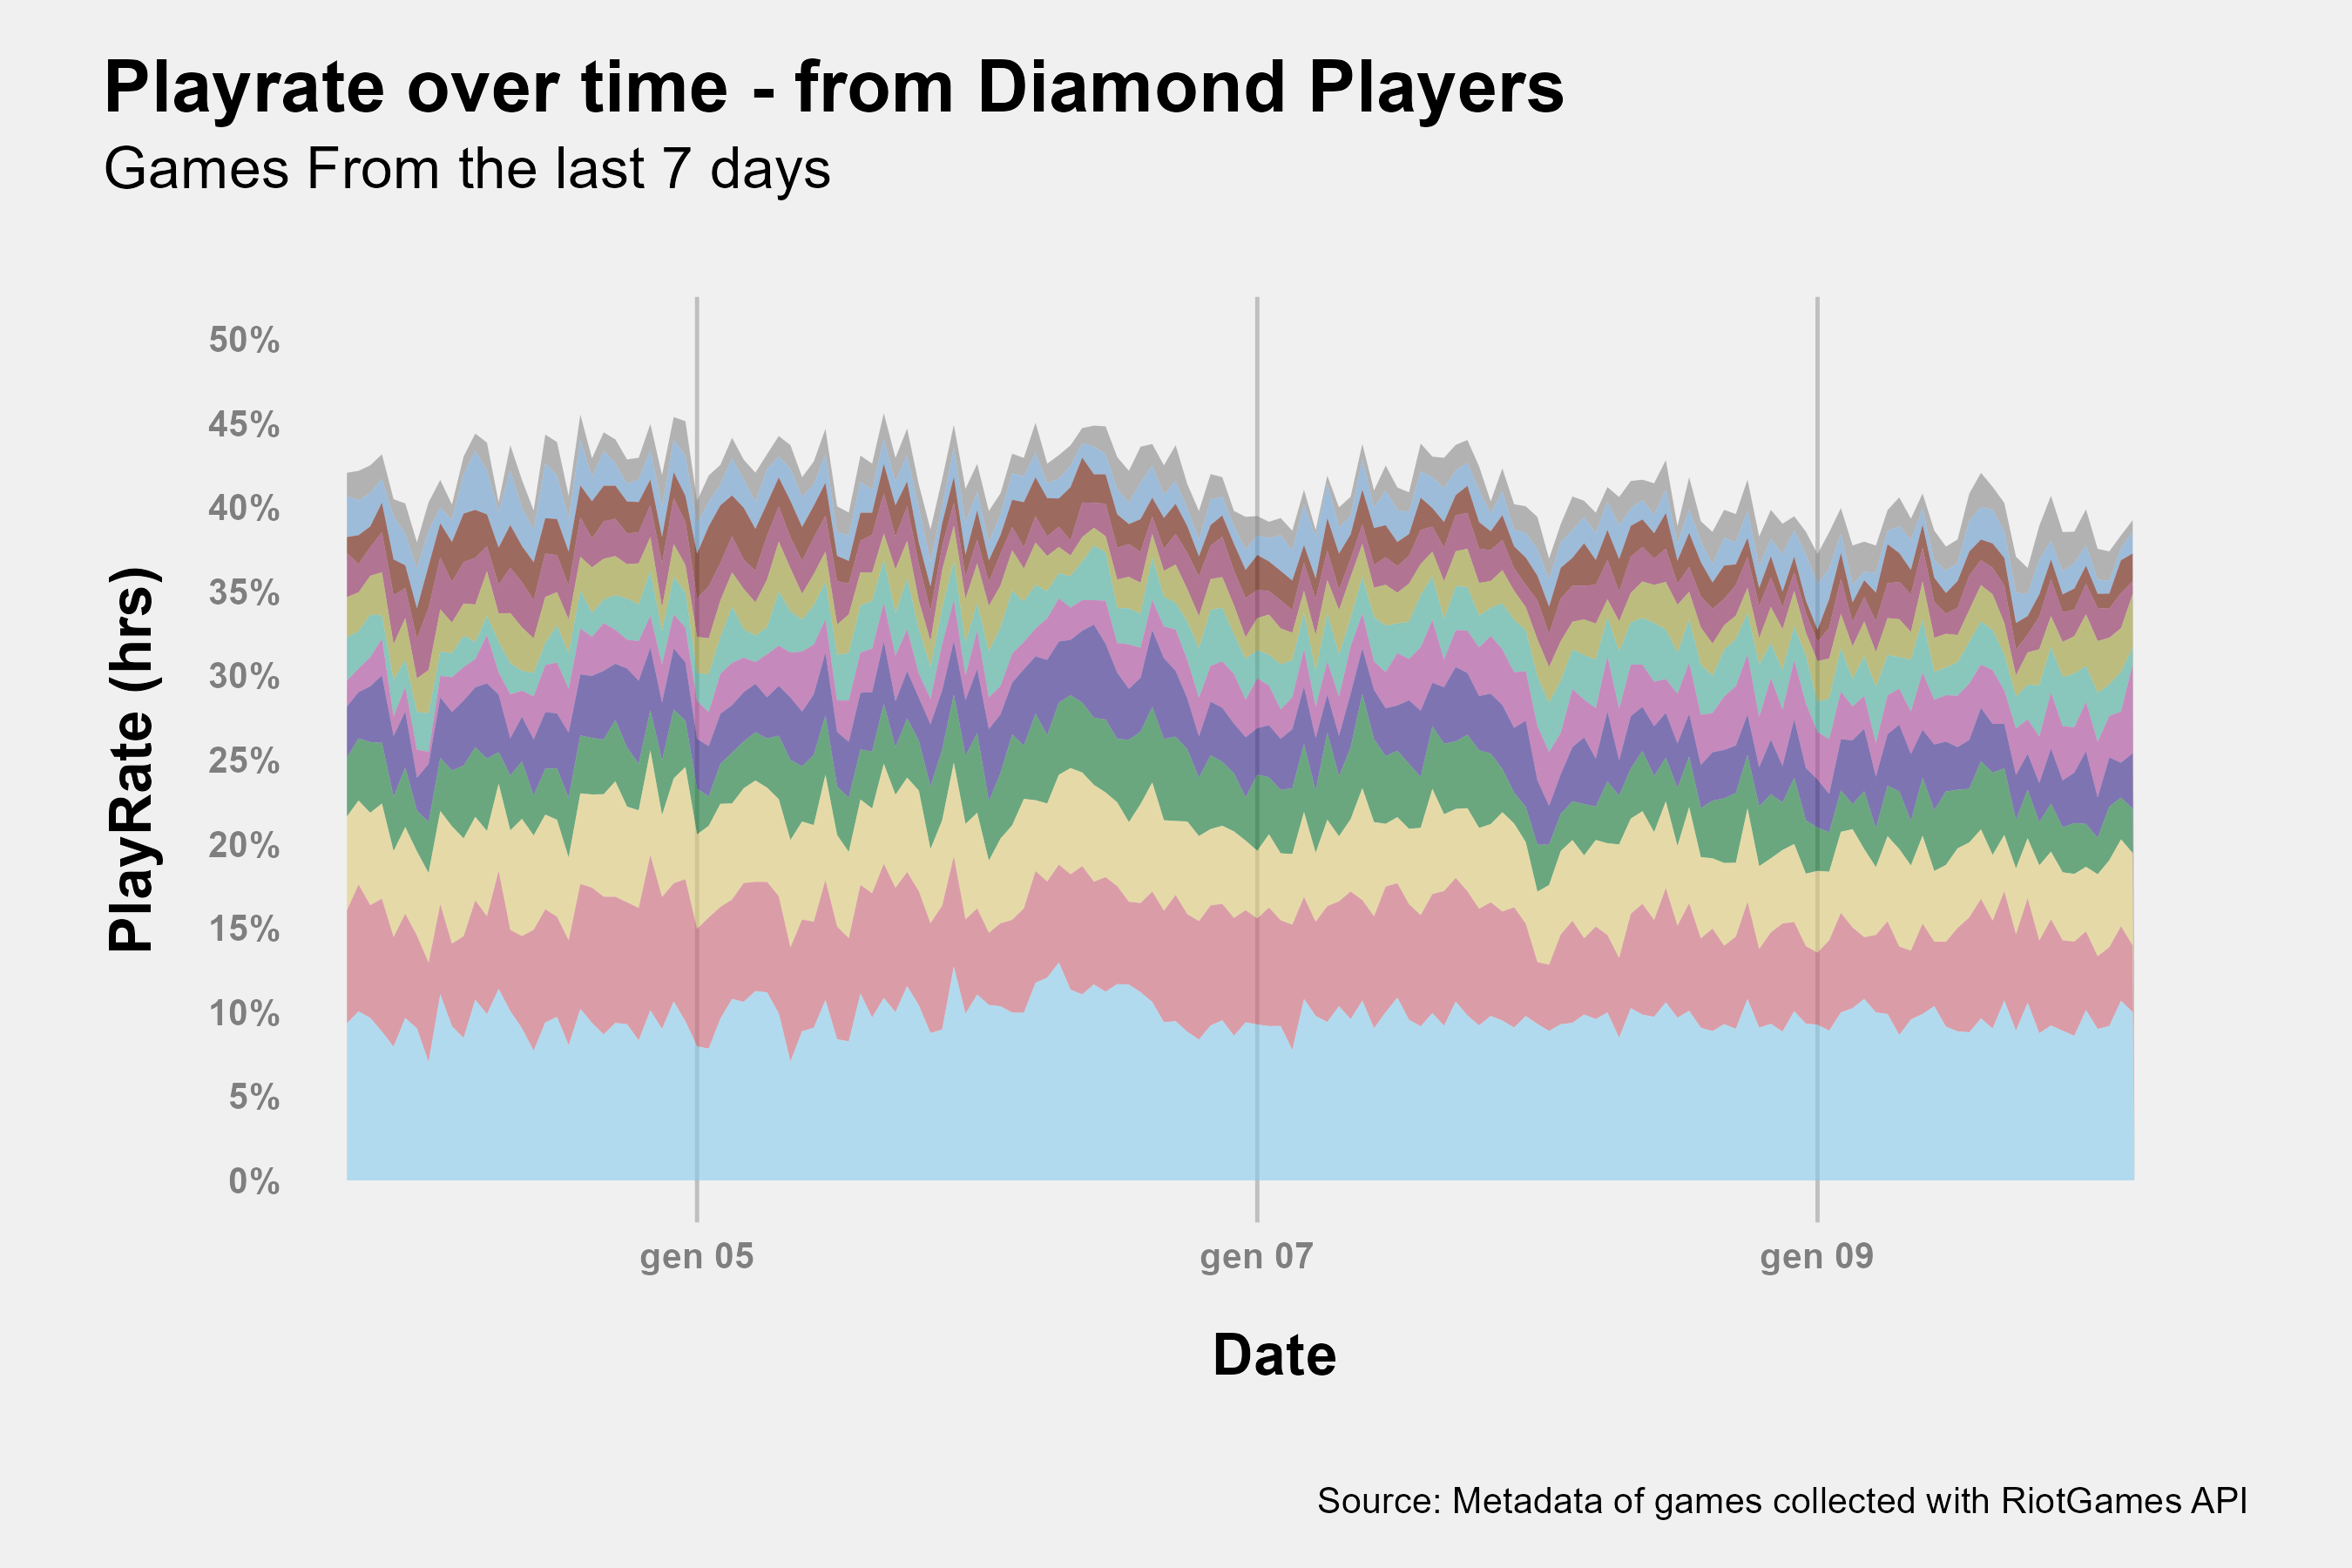 Playrate over time - from Diamond Players
Games From the last 7 days
50%
45%
40%
35%
30%
25%
20%
15%
10%
5%
0%
PlayRate (hrs)
gen 05
gen 07
gen 09
Date
Source: Metadata of games collected with RiotGames API